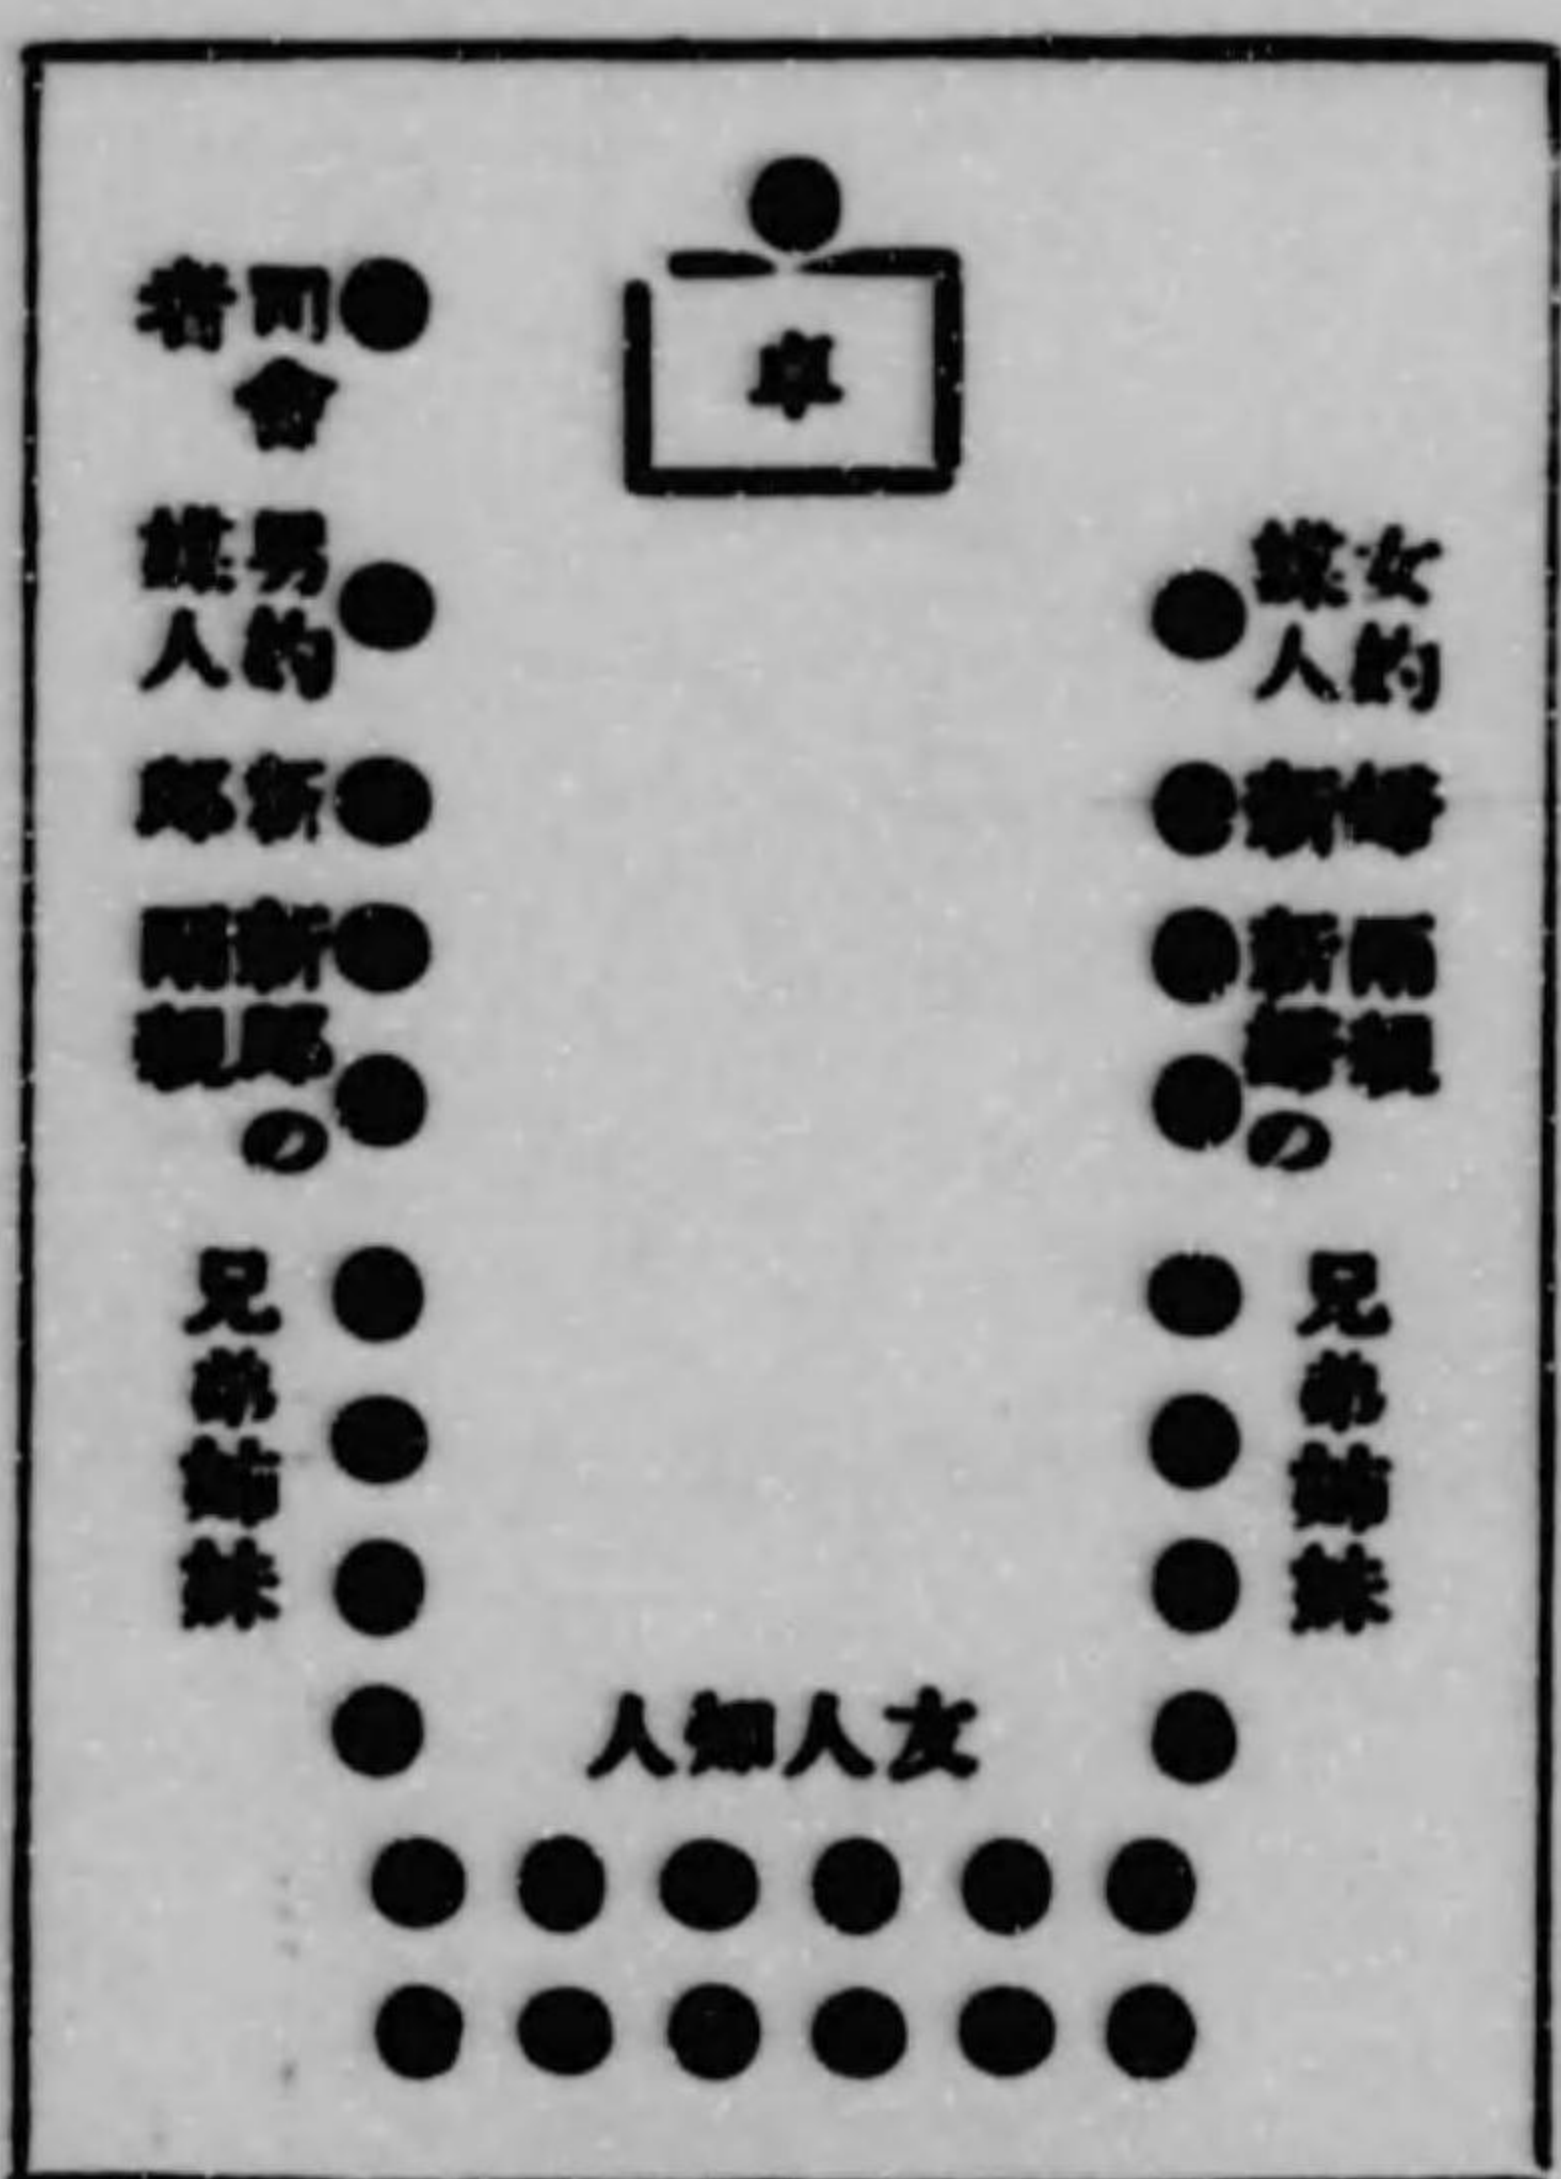 卓
司會
者
男的
媒人
新郎
新郎の
兩親
兄弟姉妹
女的
媒人
新婦
新婦の
兩親
兄弟姉妹
友人知人